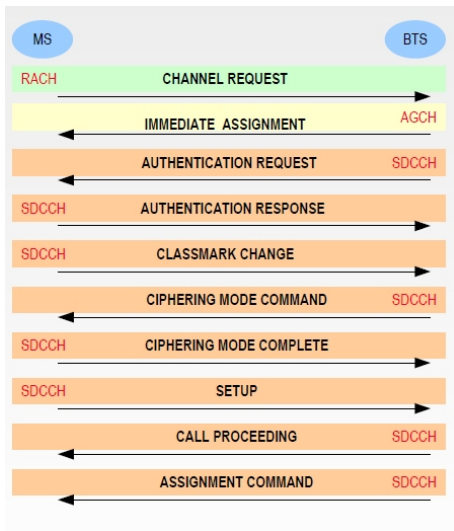 MS BTS
RACH CHANNEL REQUEST
IMMEDIATE ASSIGNMENT AGCH
AUTHENTICATION REQUEST SDCCH
SDCCH AUTHENTICATION RESPONSE
SDCCH CLASSMARK CHANGE
CIPHERING MODE COMMAND SDCCH
SDCCH CIPHERING MODE COMPLETE
SDCCH SETUP
CALL PROCEEDING SDCCH
ASSIGNMENT COMMAND SDCCH